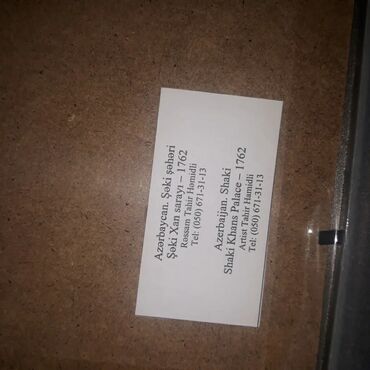 Azərbaycan. Şəki şəhəri
Şəki Xan sarayı – 1762
Rəssam Tahir Həmidli
Tel: (050) 671-31-13
Azerbaijan. Shaki
Shaki Khans Palace – 1762
Artist Tahir Hamidli
Tel: (050) 671-31-13